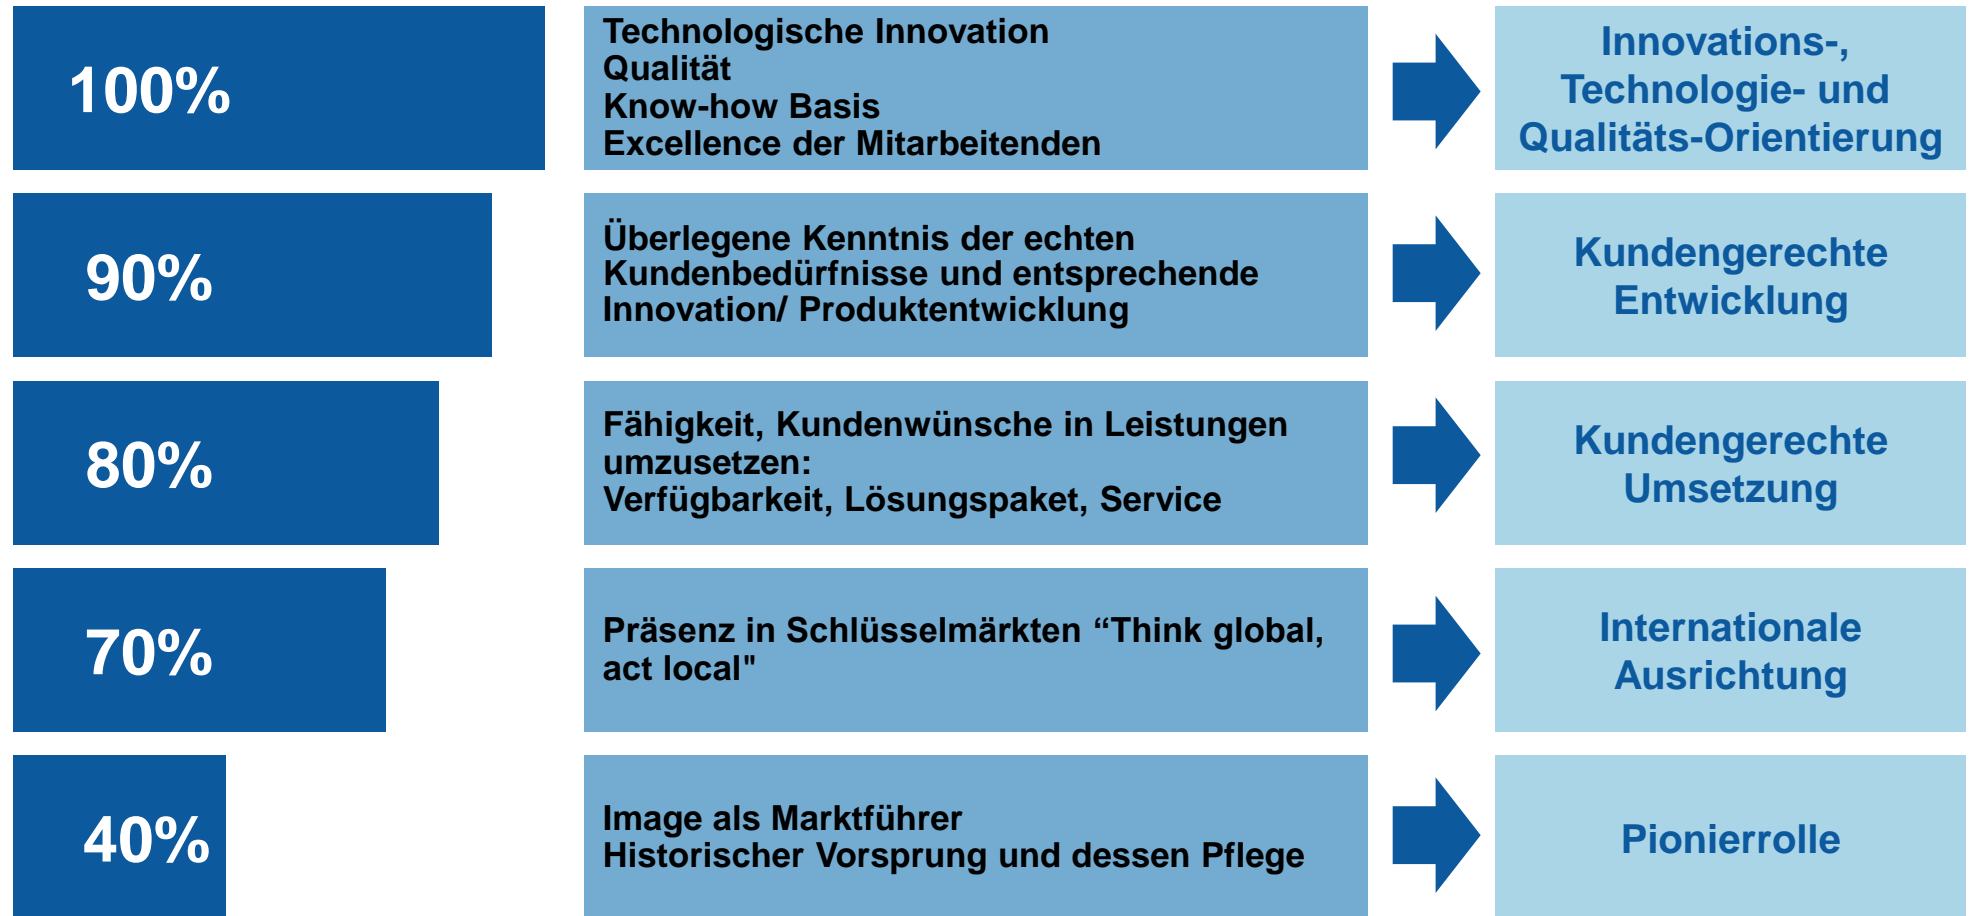 100%
Technologische Innovation
Qualität
Know-how Basis
Excellence der Mitarbeitenden
Innovations-,
Technologie- und
Qualitäts-Orientierung
90%
Überlegene Kenntnis der echten
Kundenbedürfnisse und entsprechende
Innovation/ Produktentwicklung
Kundengerechte
Entwicklung
80%
Fähigkeit, Kundenwünsche in Leistungen
umzusetzen:
Verfügbarkeit, Lösungspaket, Service
Kundengerechte
Umsetzung
70%
Präsenz in Schlüsselmärkten “Think global,
act local"
Internationale
Ausrichtung
40%
Image als Marktführer
Historischer Vorsprung und dessen Pflege
Pionierrolle